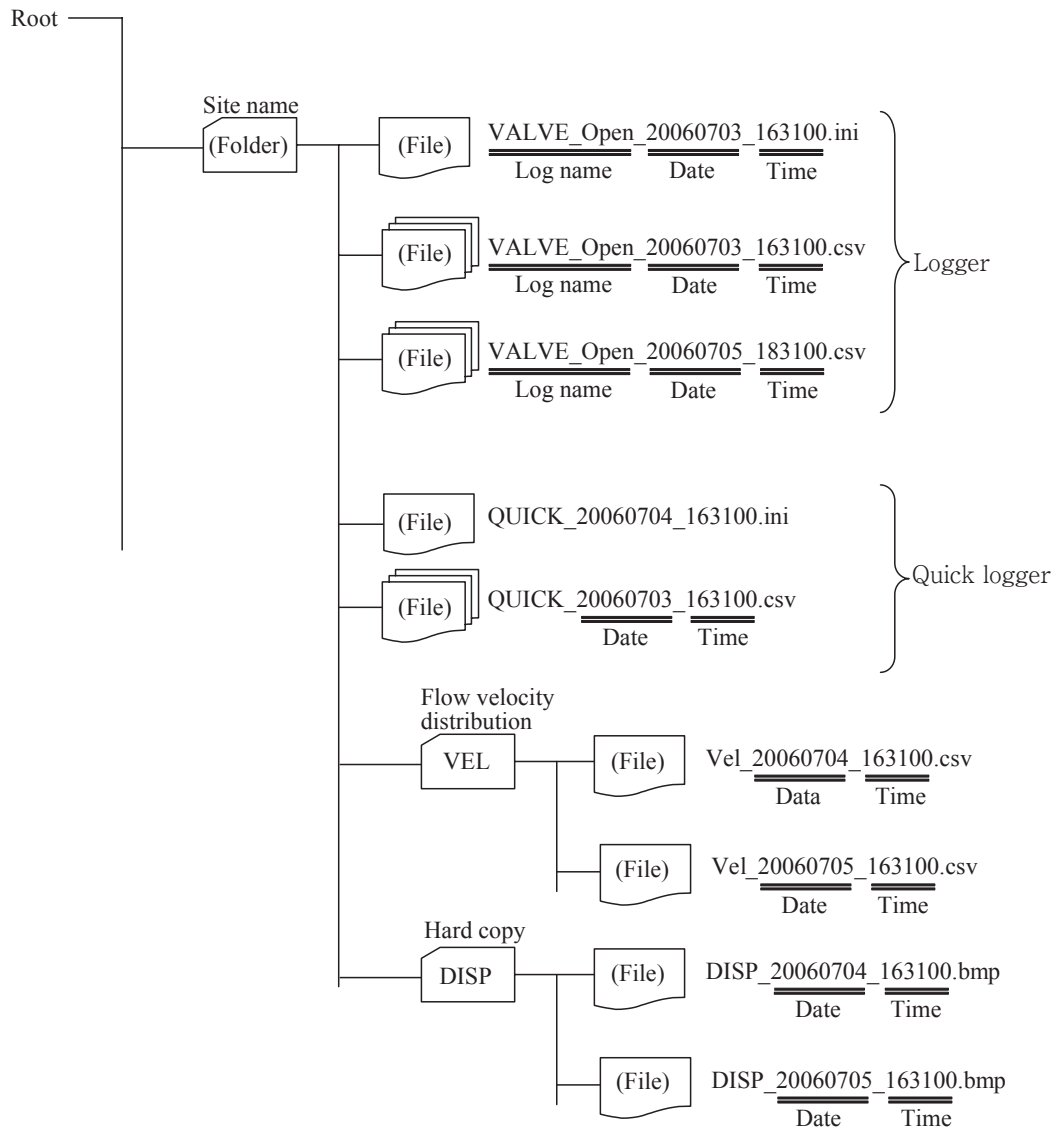 Root
Site name
(Folder)
(File)
VALVE_Open_20060703_163100.ini
Log name Date Time
(File)
VALVE_Open_20060703_163100.csv
Log name Date Time
Logger
(File)
VALVE_Open_20060705_183100.csv
Log name Date Time
(File)
QUICK_20060704_163100.ini
Quick logger
(File)
QUICK_20060703_163100.csv
Date Time
Flow velocity
distribution
VEL
(File)
Vel_20060704_163100.csv
Data Time
(File)
Vel_20060705_163100.csv
Date Time
Hard copy
DISP
(File)
DISP_20060704_163100.bmp
Date Time
(File)
DISP_20060705_163100.bmp
Date Time